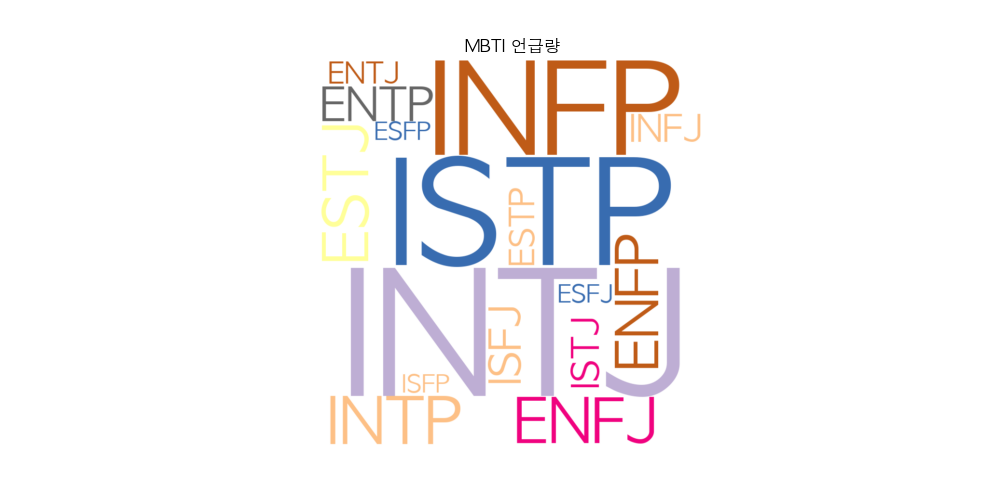 MBTI 언급량
ENTJ
INFP
ENTP
ESFP
INFJ
ESTJ
ISTP
ESTP
ENFP
INTJ
ESFJ
ISFJ
ISTJ
ISFP
INTP
ENFJ